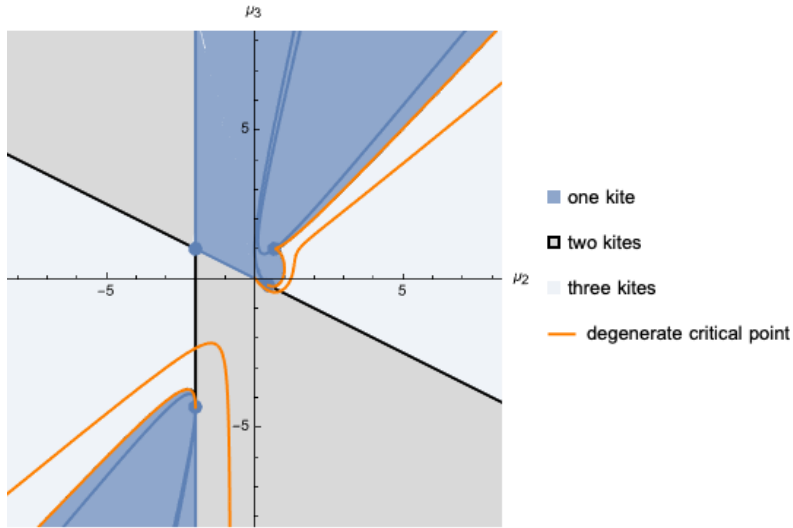 μ3
5
-5
5
μ2
-5
one kite
two kites
three kites
degenerate critical point